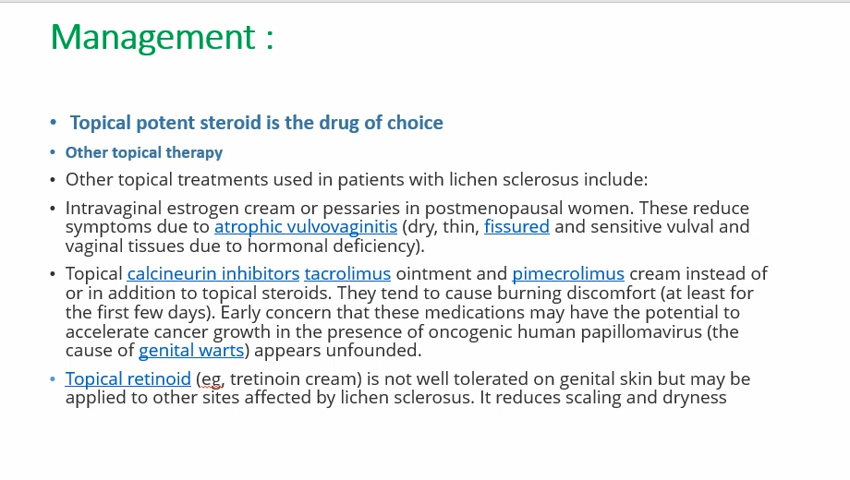 Management :
• Topical potent steroid is the drug of choice
• Other topical therapy
• Other topical treatments used in patients with lichen sclerosus include:
• Intravaginal estrogen cream or pessaries in postmenopausal women. These reduce
symptoms due to atrophic vulvovaginitis (dry, thin, fissured and sensitive vulval and
vaginal tissues due to hormonal deficiency).
• Topical calcineurin inhibitors tacrolimus ointment and pimecrolimus cream instead of
or in addition to topical steroids. They tend to cause burning discomfort (at least for
the first few days). Early concern that these medications may have the potential to
accelerate cancer growth in the presence of oncogenic human papillomavirus (the
cause of genital warts) appears unfounded.
• Topical retinoid (eg, tretinoin cream) is not well tolerated on genital skin but may be
applied to other sites affected by lichen sclerosus. It reduces scaling and dryness